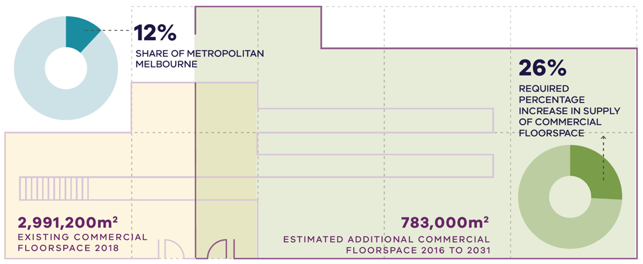 12%
SHARE OF METROPOLITAN
MELBOURNE
26%
REQUIRED
PERCENTAGE
INCREASE IN SUPPLY
OF COMMERCIAL
FLOORSPACE
2,991,200m²
EXISTING COMMERCIAL
FLOORSPACE 2018
783,000m²
ESTIMATED ADDITIONAL COMMERCIAL
FLOORSPACE 2016 TO 2031